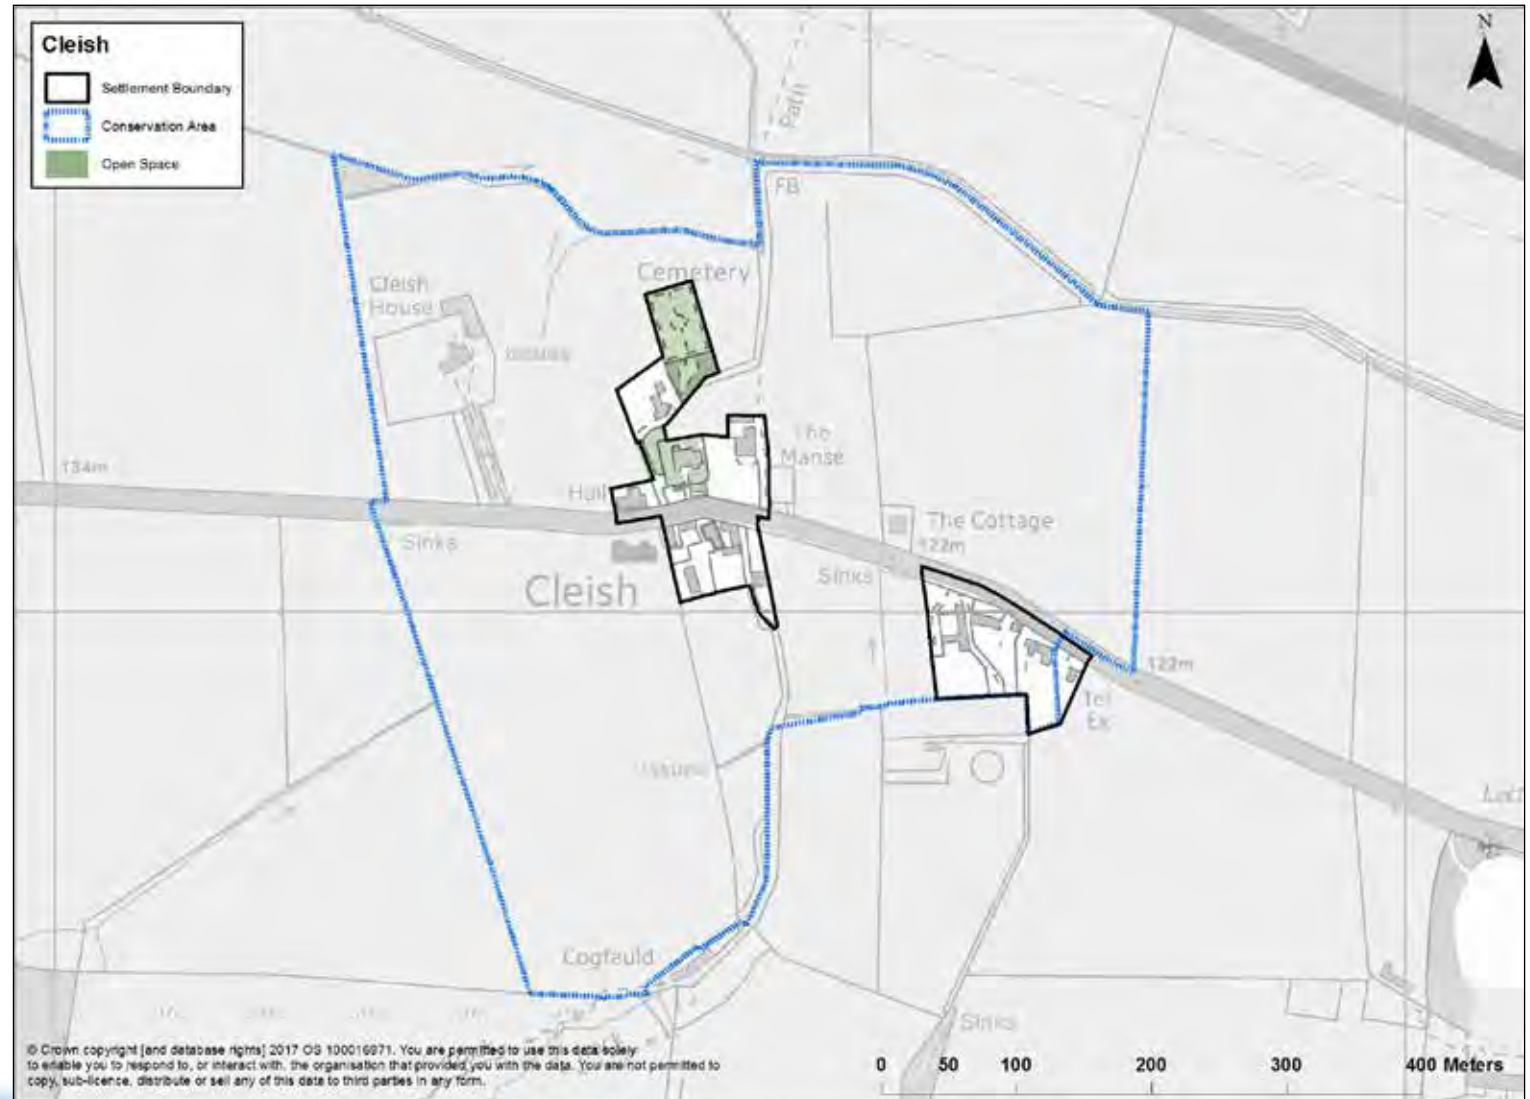 Cleish
Settlement Boundary
Conservation Area
Open Space
N
Path
FB
Cemetery
Cleish
House
Issues
The
Manse
134m
Hall
The Cottage
122m
Sinks
Sinks
Cleish
122m
Tel
Ex
Issues
Cogfauld
Sinks
© Crown copyright [and database rights] 2017 OS 100016971. You are permitted to use this data solely
to enable you to respond to, or interact with, the organisation that provided you with the data. You are not permitted to
copy, sub-licence, distribute or sell any of this data to third parties in any form.
0 50 100 200 300 400 Meters